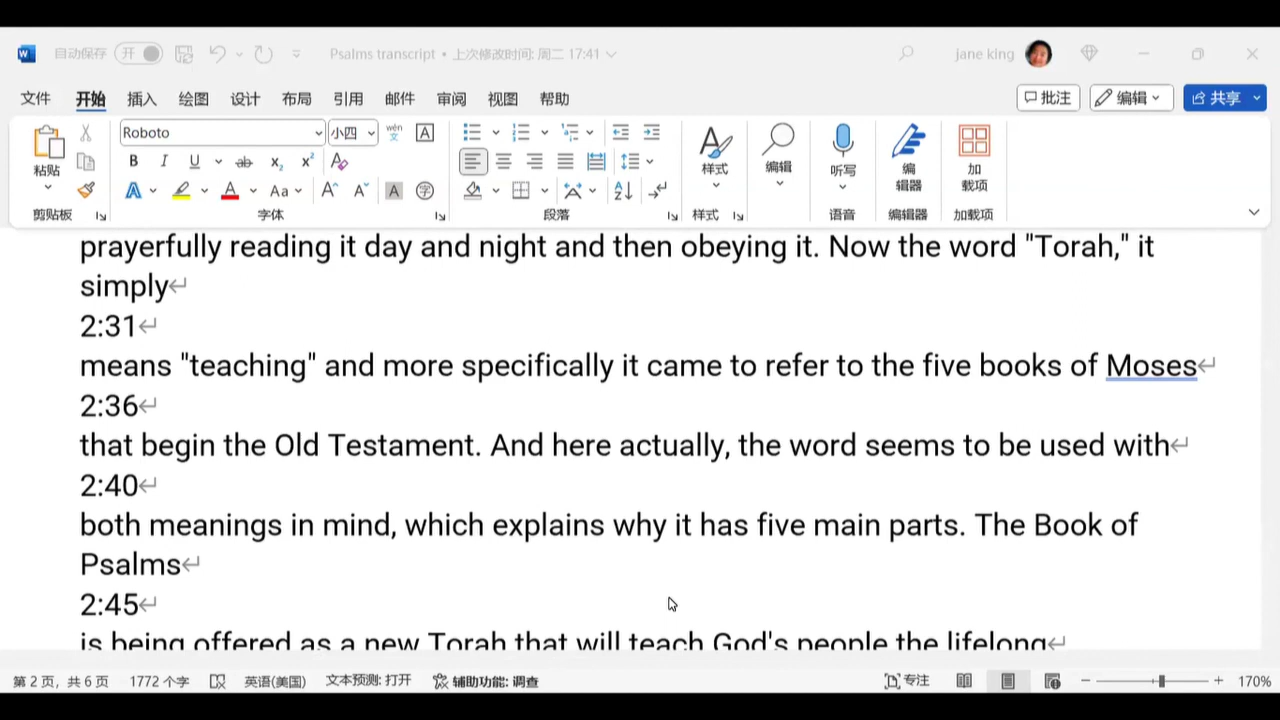 自动保存 开 Psalms transcript • 上次修改时间: 周二 17:41 jane king
文件 开始 插入 绘图 设计 布局 引用 邮件 审阅 视图 帮助 批注 编辑 共享
粘贴 Roboto 小四 wén 文 A 样式 编辑 听写 编辑器 加载项
B I U ab x₂ x² A
A A Aa A A A 字
剪贴板 字体 段落 样式 语音 编辑器 加载项
prayerfully reading it day and night and then obeying it. Now the word "Torah," it
simply↵
2:31↵
means "teaching" and more specifically it came to refer to the five books of Moses↵
2:36↵
that begin the Old Testament. And here actually, the word seems to be used with↵
2:40↵
both meanings in mind, which explains why it has five main parts. The Book of
Psalms↵
2:45↵
is being offered as a new Torah that will teach God's people the lifelong↵
第 2 页，共 6 页 1772 个字 英语(美国) 文本预测: 打开 辅助功能: 调查 专注 170%